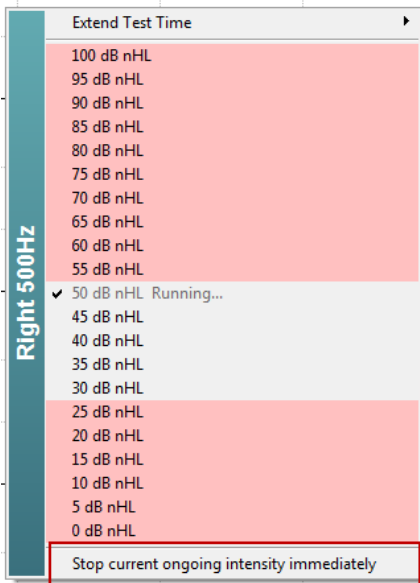 Extend Test Time
100 dB nHL
95 dB nHL
90 dB nHL
85 dB nHL
80 dB nHL
75 dB nHL
70 dB nHL
65 dB nHL
60 dB nHL
55 dB nHL
50 dB nHL Running...
45 dB nHL
40 dB nHL
35 dB nHL
30 dB nHL
25 dB nHL
20 dB nHL
15 dB nHL
10 dB nHL
5 dB nHL
0 dB nHL
Stop current ongoing intensity immediately
Right 500Hz